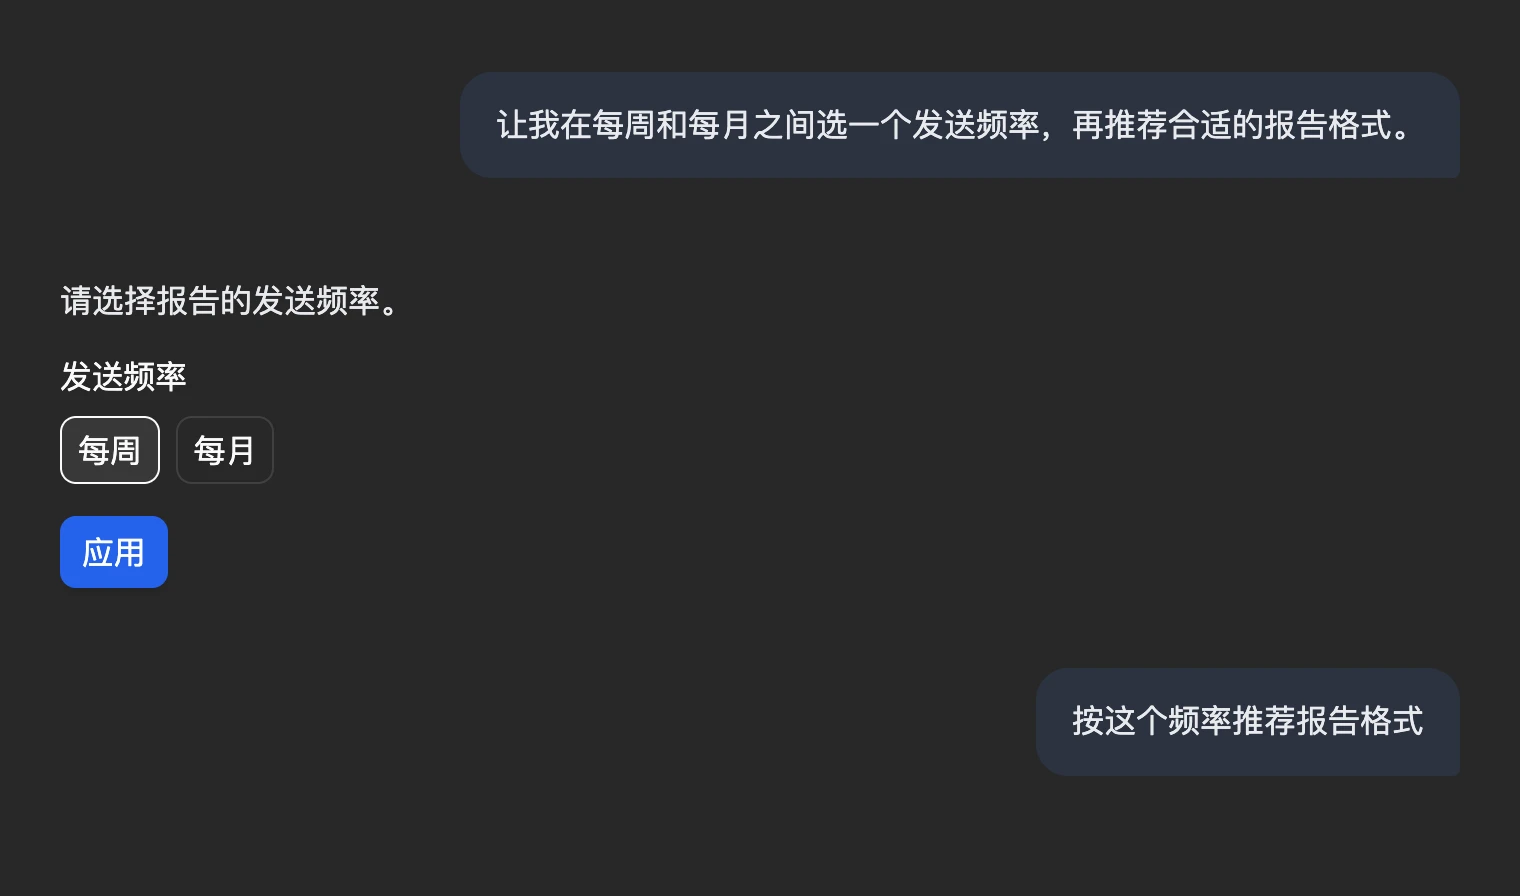 让我在每周和每月之间选一个发送频率，再推荐合适的报告格式。
请选择报告的发送频率。
发送频率
每周 每月
应用
按这个频率推荐报告格式